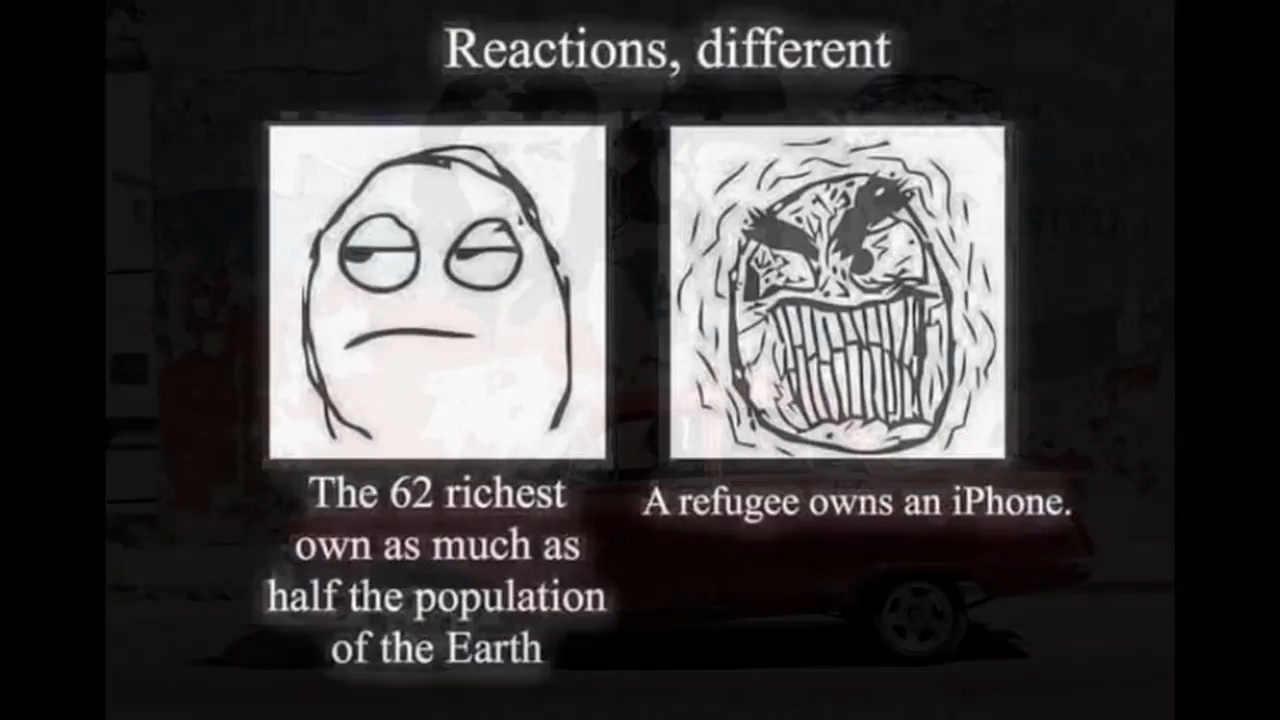 Reactions, different
The 62 richest
own as much as
half the population
of the Earth
A refugee owns an iPhone.